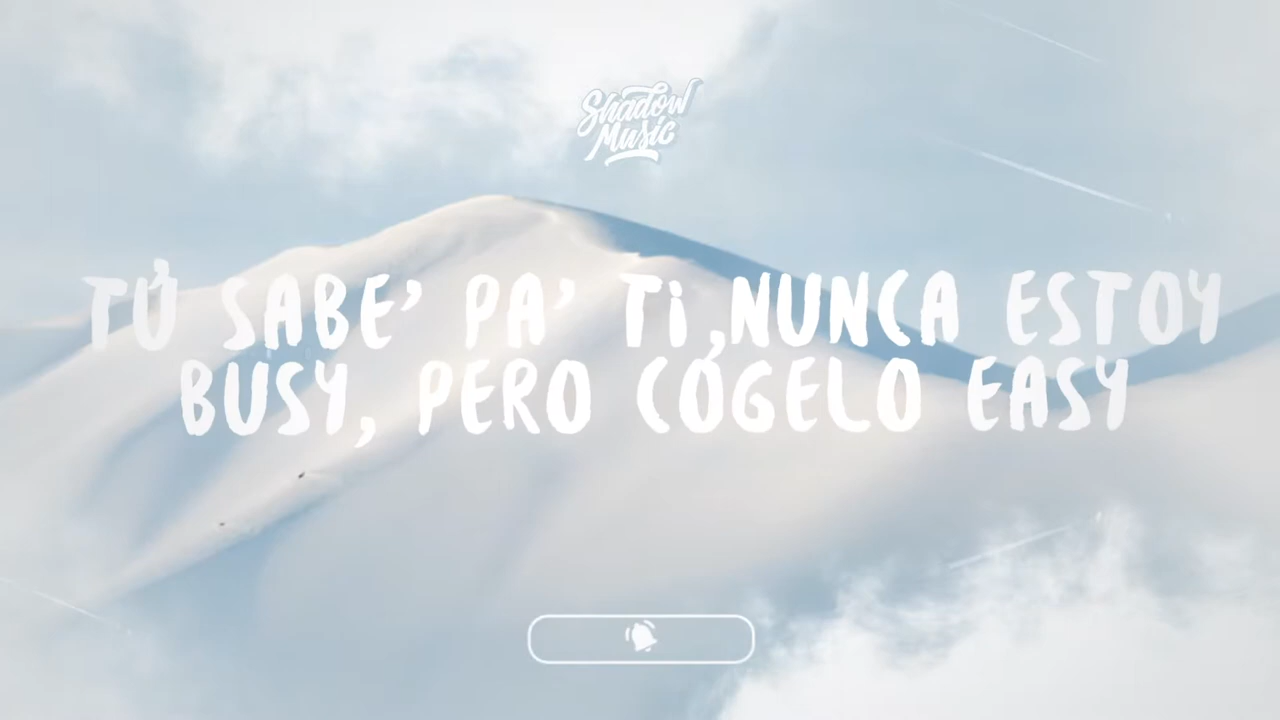 Shadow
Music
TÚ SABE' PA' Ti ,NUNCA ESTOY
BUSY, PERO CÓGELO EASY